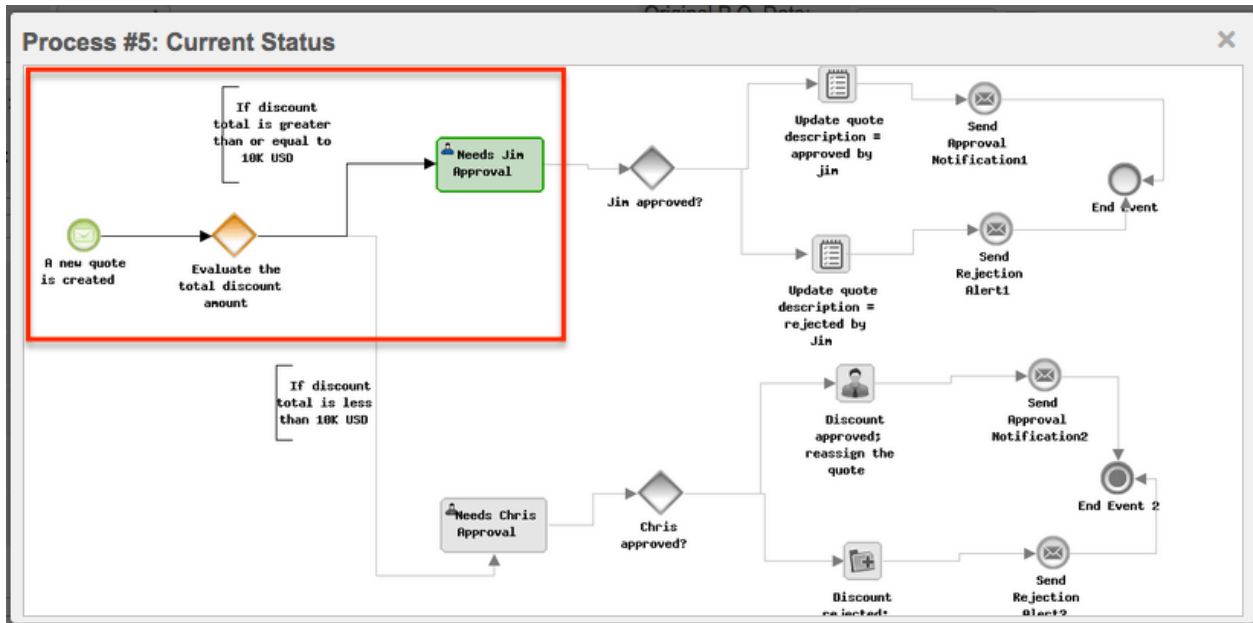 Original P.O. Date:
Process #5: Current Status
If discount
total is greater
than or equal to
10K USD
Needs Jim
Approval
A new quote
is created
Evaluate the
total discount
amount
Jim approved?
Update quote
description =
approved by
jim
Send
Approval
Notification1
End Event
Update quote
description =
rejected by
Jim
Send
Rejection
Alert1
If discount
total is less
than 10K USD
Needs Chris
Approval
Chris
approved?
Discount
approved;
reassign the
quote
Send
Approval
Notification2
End Event 2
Discount
rejected;
Send
Rejection
Alert2